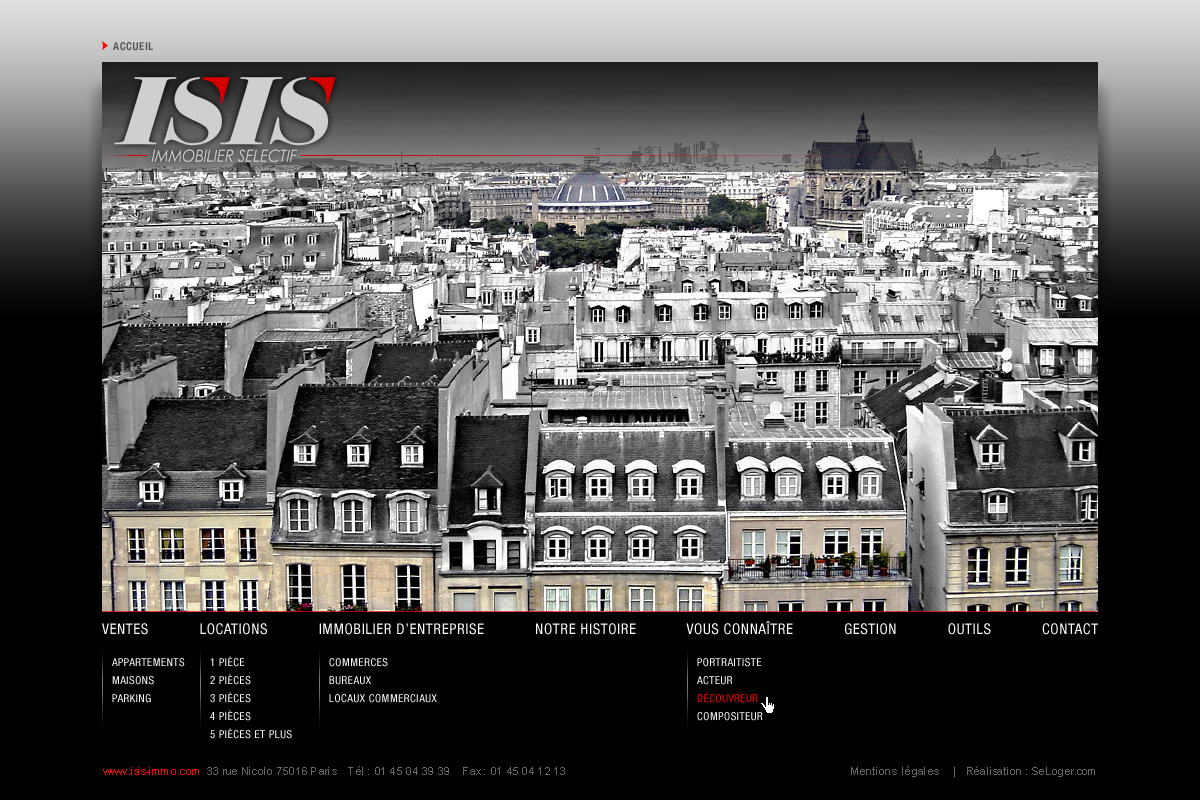 ACCUEIL
ISIS
IMMOBILIER SELECTIF
VENTES LOCATIONS IMMOBILIER D'ENTREPRISE NOTRE HISTOIRE VOUS CONNAÎTRE GESTION OUTILS CONTACT
APPARTEMENTS
MAISONS
PARKING
1 PIÈCE
2 PIÈCES
3 PIÈCES
4 PIÈCES
5 PIÈCES ET PLUS
COMMERCES
BUREAUX
LOCAUX COMMERCIAUX
PORTRAITISTE
ACTEUR
DÉCOUVREUR
COMPOSITEUR
www.isis-immo.com 33 rue Nicolo 75016 Paris Tél : 01 45 04 39 39 Fax : 01 45 04 12 13
Mentions légales | Réalisation : SeLoger.com